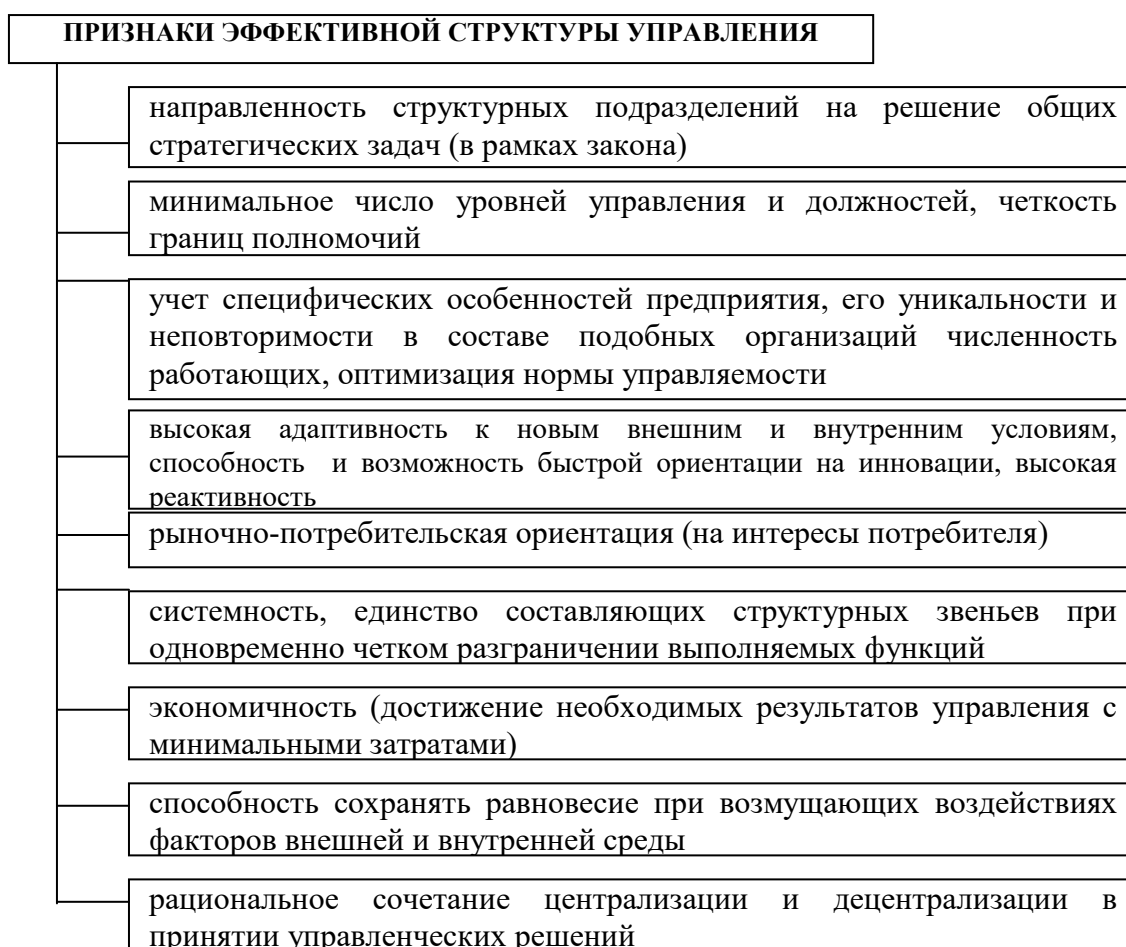 ПРИЗНАКИ ЭФФЕКТИВНОЙ СТРУКТУРЫ УПРАВЛЕНИЯ
направленность структурных подразделений на решение общих
стратегических задач (в рамках закона)
минимальное число уровней управления и должностей, четкость
границ полномочий
учет специфических особенностей предприятия, его уникальности и
неповторимости в составе подобных организаций численность
работающих, оптимизация нормы управляемости
высокая адаптивность к новым внешним и внутренним условиям,
способность и возможность быстрой ориентации на инновации, высокая
реактивность
рыночно-потребительская ориентация (на интересы потребителя)
системность, единство составляющих структурных звеньев при
одновременно четком разграничении выполняемых функций
экономичность (достижение необходимых результатов управления с
минимальными затратами)
способность сохранять равновесие при возмущающих воздействиях
факторов внешней и внутренней среды
рациональное сочетание централизации и децентрализации в
принятии управленческих решений